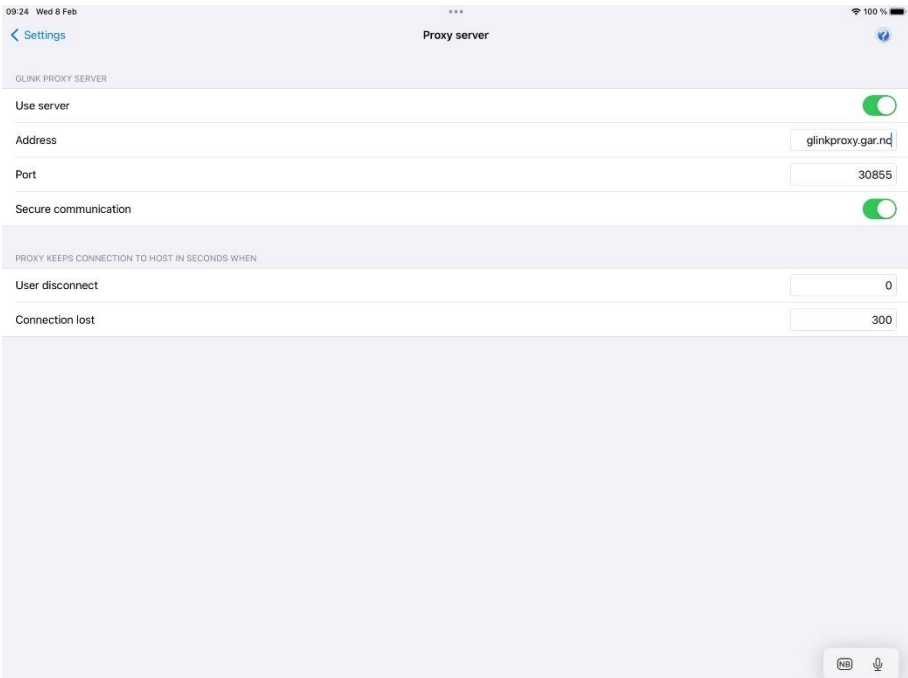 09:24 Wed 8 Feb
100 %
Settings
Proxy server
?
GLINK PROXY SERVER
Use server
Address
glinkproxy.gar.no
Port
30855
Secure communication
PROXY KEEPS CONNECTION TO HOST IN SECONDS WHEN
User disconnect
0
Connection lost
300
NB